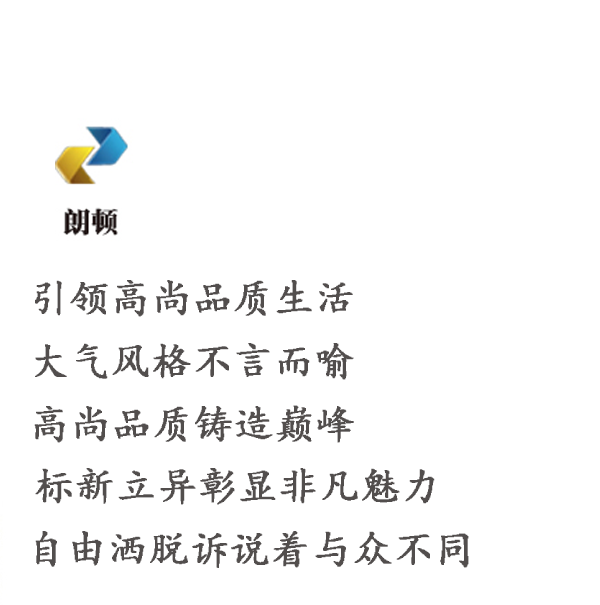 朗顿
引领高尚品质生活
大气风格不言而喻
高尚品质铸造巅峰
标新立异彰显非凡魅力
自由洒脱诉说着与众不同